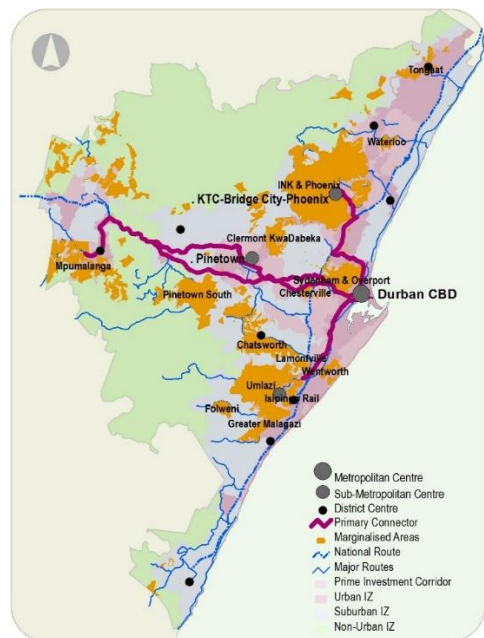 Tongaat
Waterloo
INK & Phoenix
. KTC-Bridge City-Phoenix
Clermont KwaDabeka
. Pinetown
Mpumalanga
Sydenham & Overport
Chesterville
Durban CBD
Pinetown South
Chatsworth
Lamonville
Wentworth
Umlazi
Isipingo Rail
Folweni
Greater Malagazi
Metropolitan Centre
Sub-Metropolitan Centre
District Centre
Primary Connector
Marginalised Areas
National Route
Major Routes
Prime Investment Corridor
Urban IZ
Suburban IZ
Non-Urban IZ